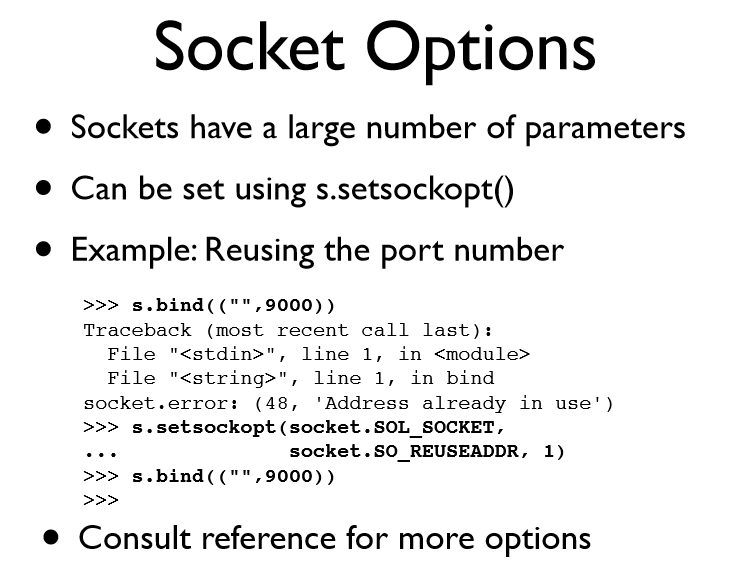 Socket Options
• Sockets have a large number of parameters
• Can be set using s.setsockopt()
• Example: Reusing the port number
>>> s.bind(("",9000))
Traceback (most recent call last):
  File "<stdin>", line 1, in <module>
  File "<string>", line 1, in bind
socket.error: (48, 'Address already in use')
>>> s.setsockopt(socket.SOL_SOCKET,
...              socket.SO_REUSEADDR, 1)
>>> s.bind(("",9000))
>>>
• Consult reference for more options